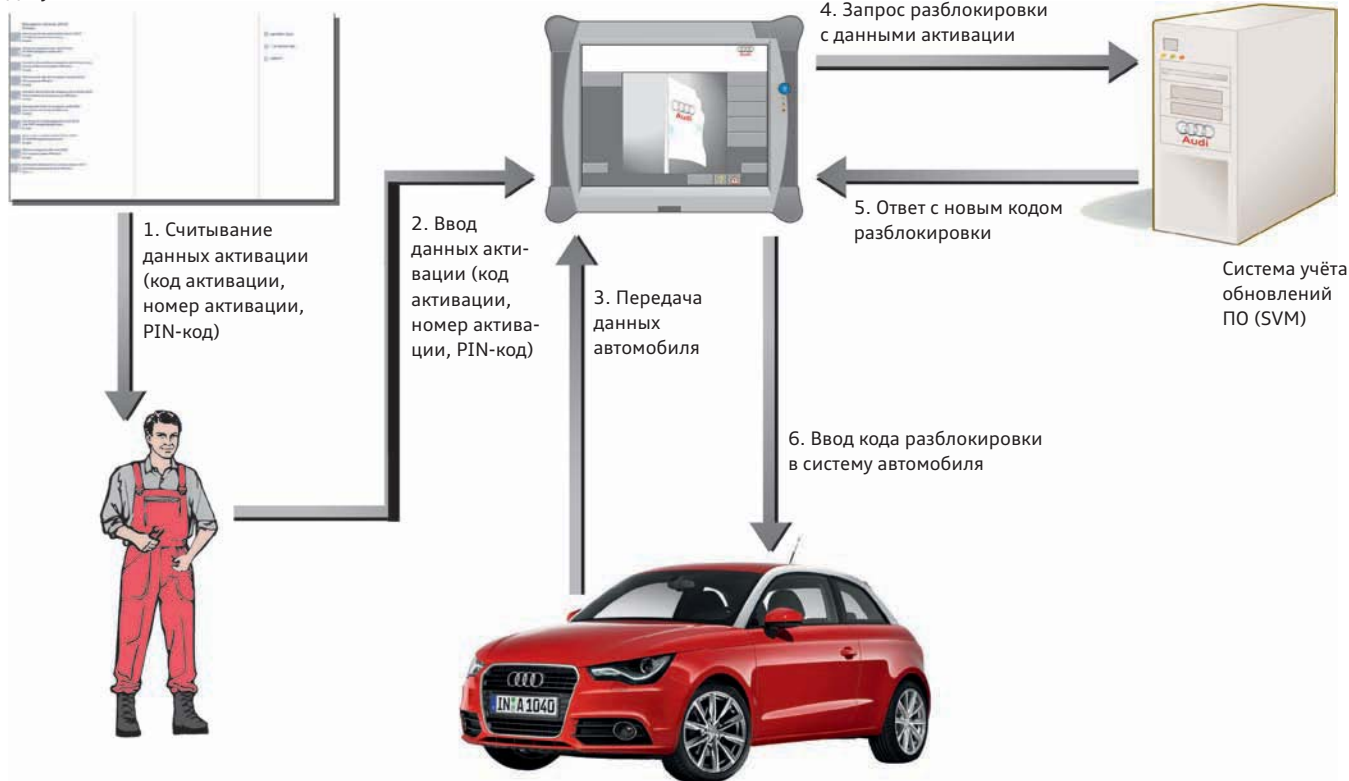 4. Запрос разблокировки
с данными активации
Audi
Audi
Audi
5. Ответ с новым кодом
разблокировки
Система учёта
обновлений
ПО (SVM)
1. Считывание
данных активации
(код активации,
номер активации,
PIN-код)
2. Ввод
данных акти-
вации (код
активации,
номер актива-
ции, PIN-код)
3. Передача
данных
автомобиля
6. Ввод кода разблокировки
в систему автомобиля
IN A 1040